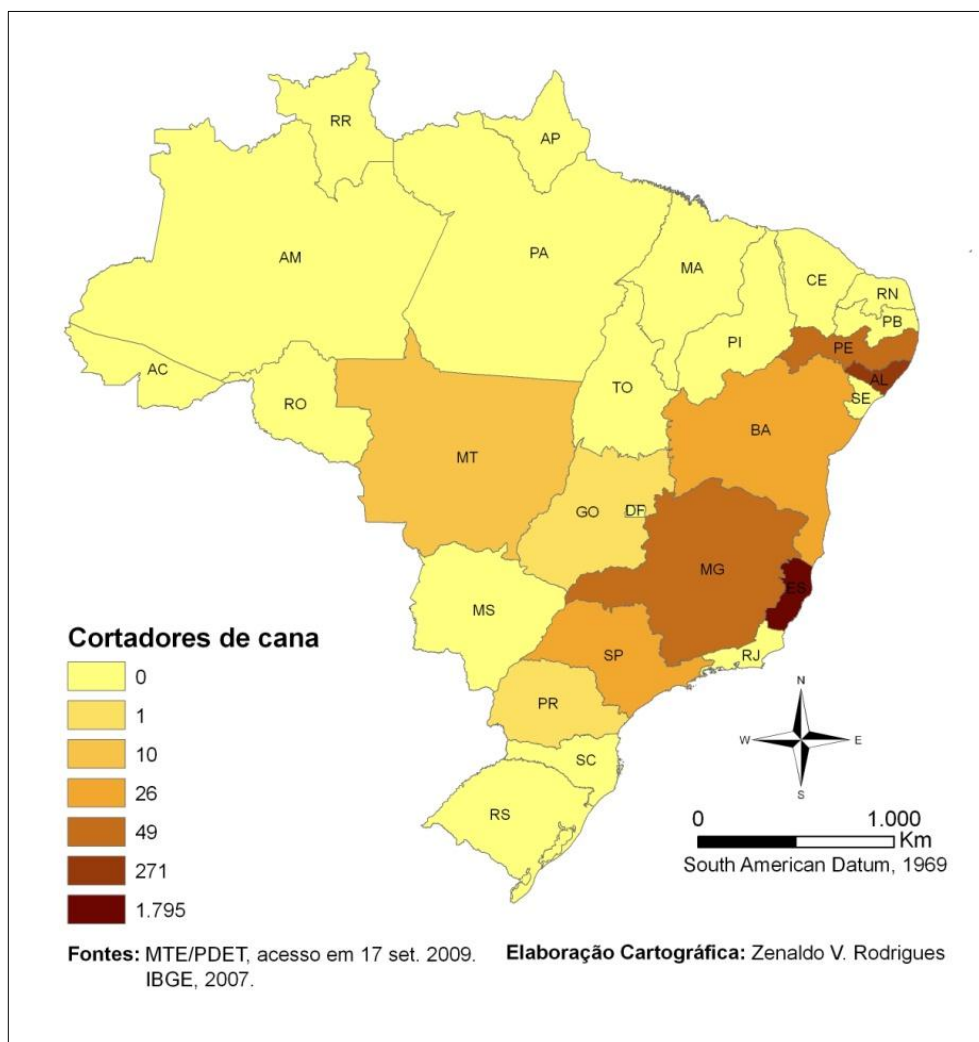 RR
AP
AM
PA
MA
CE
RN
PB
PE
AL
SE
PI
AC
TO
RO
BA
MT
GO
DF
MG
ES
MS
SP
RJ
PR
SC
RS
Cortadores de cana
0
1
10
26
49
271
1.795
N
W
E
S
0 1.000
Km
South American Datum, 1969
Fontes: MTE/PDET, acesso em 17 set. 2009.
IBGE, 2007.
Elaboração Cartográfica: Zenaldo V. Rodrigues